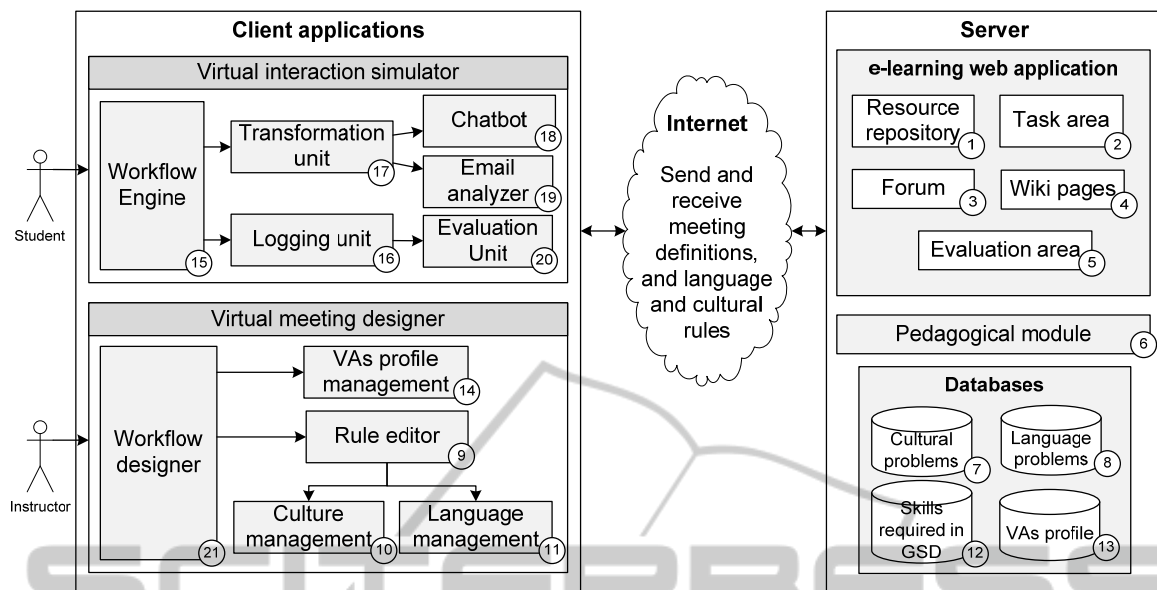 Client applications
Virtual interaction simulator
Workflow
Engine
15
Transformation
unit
17
Chatbot
18
Email
analyzer
19
Logging unit
16
Evaluation
Unit
20
Student
Virtual meeting designer
Workflow
designer
21
VAs profile
management
14
Rule editor
9
Culture
management
10
Language
management
11
Instructor
Internet
Send and
receive
meeting
definitions,
and language
and cultural
rules
Server
e-learning web application
Resource
repository
1
Task area
2
Forum
3
Wiki pages
4
Evaluation area
5
Pedagogical module
6
Databases
Cultural
problems
7
Language
problems
8
Skills
required in
GSD
12
VAs profile
13
SCITEPRESS